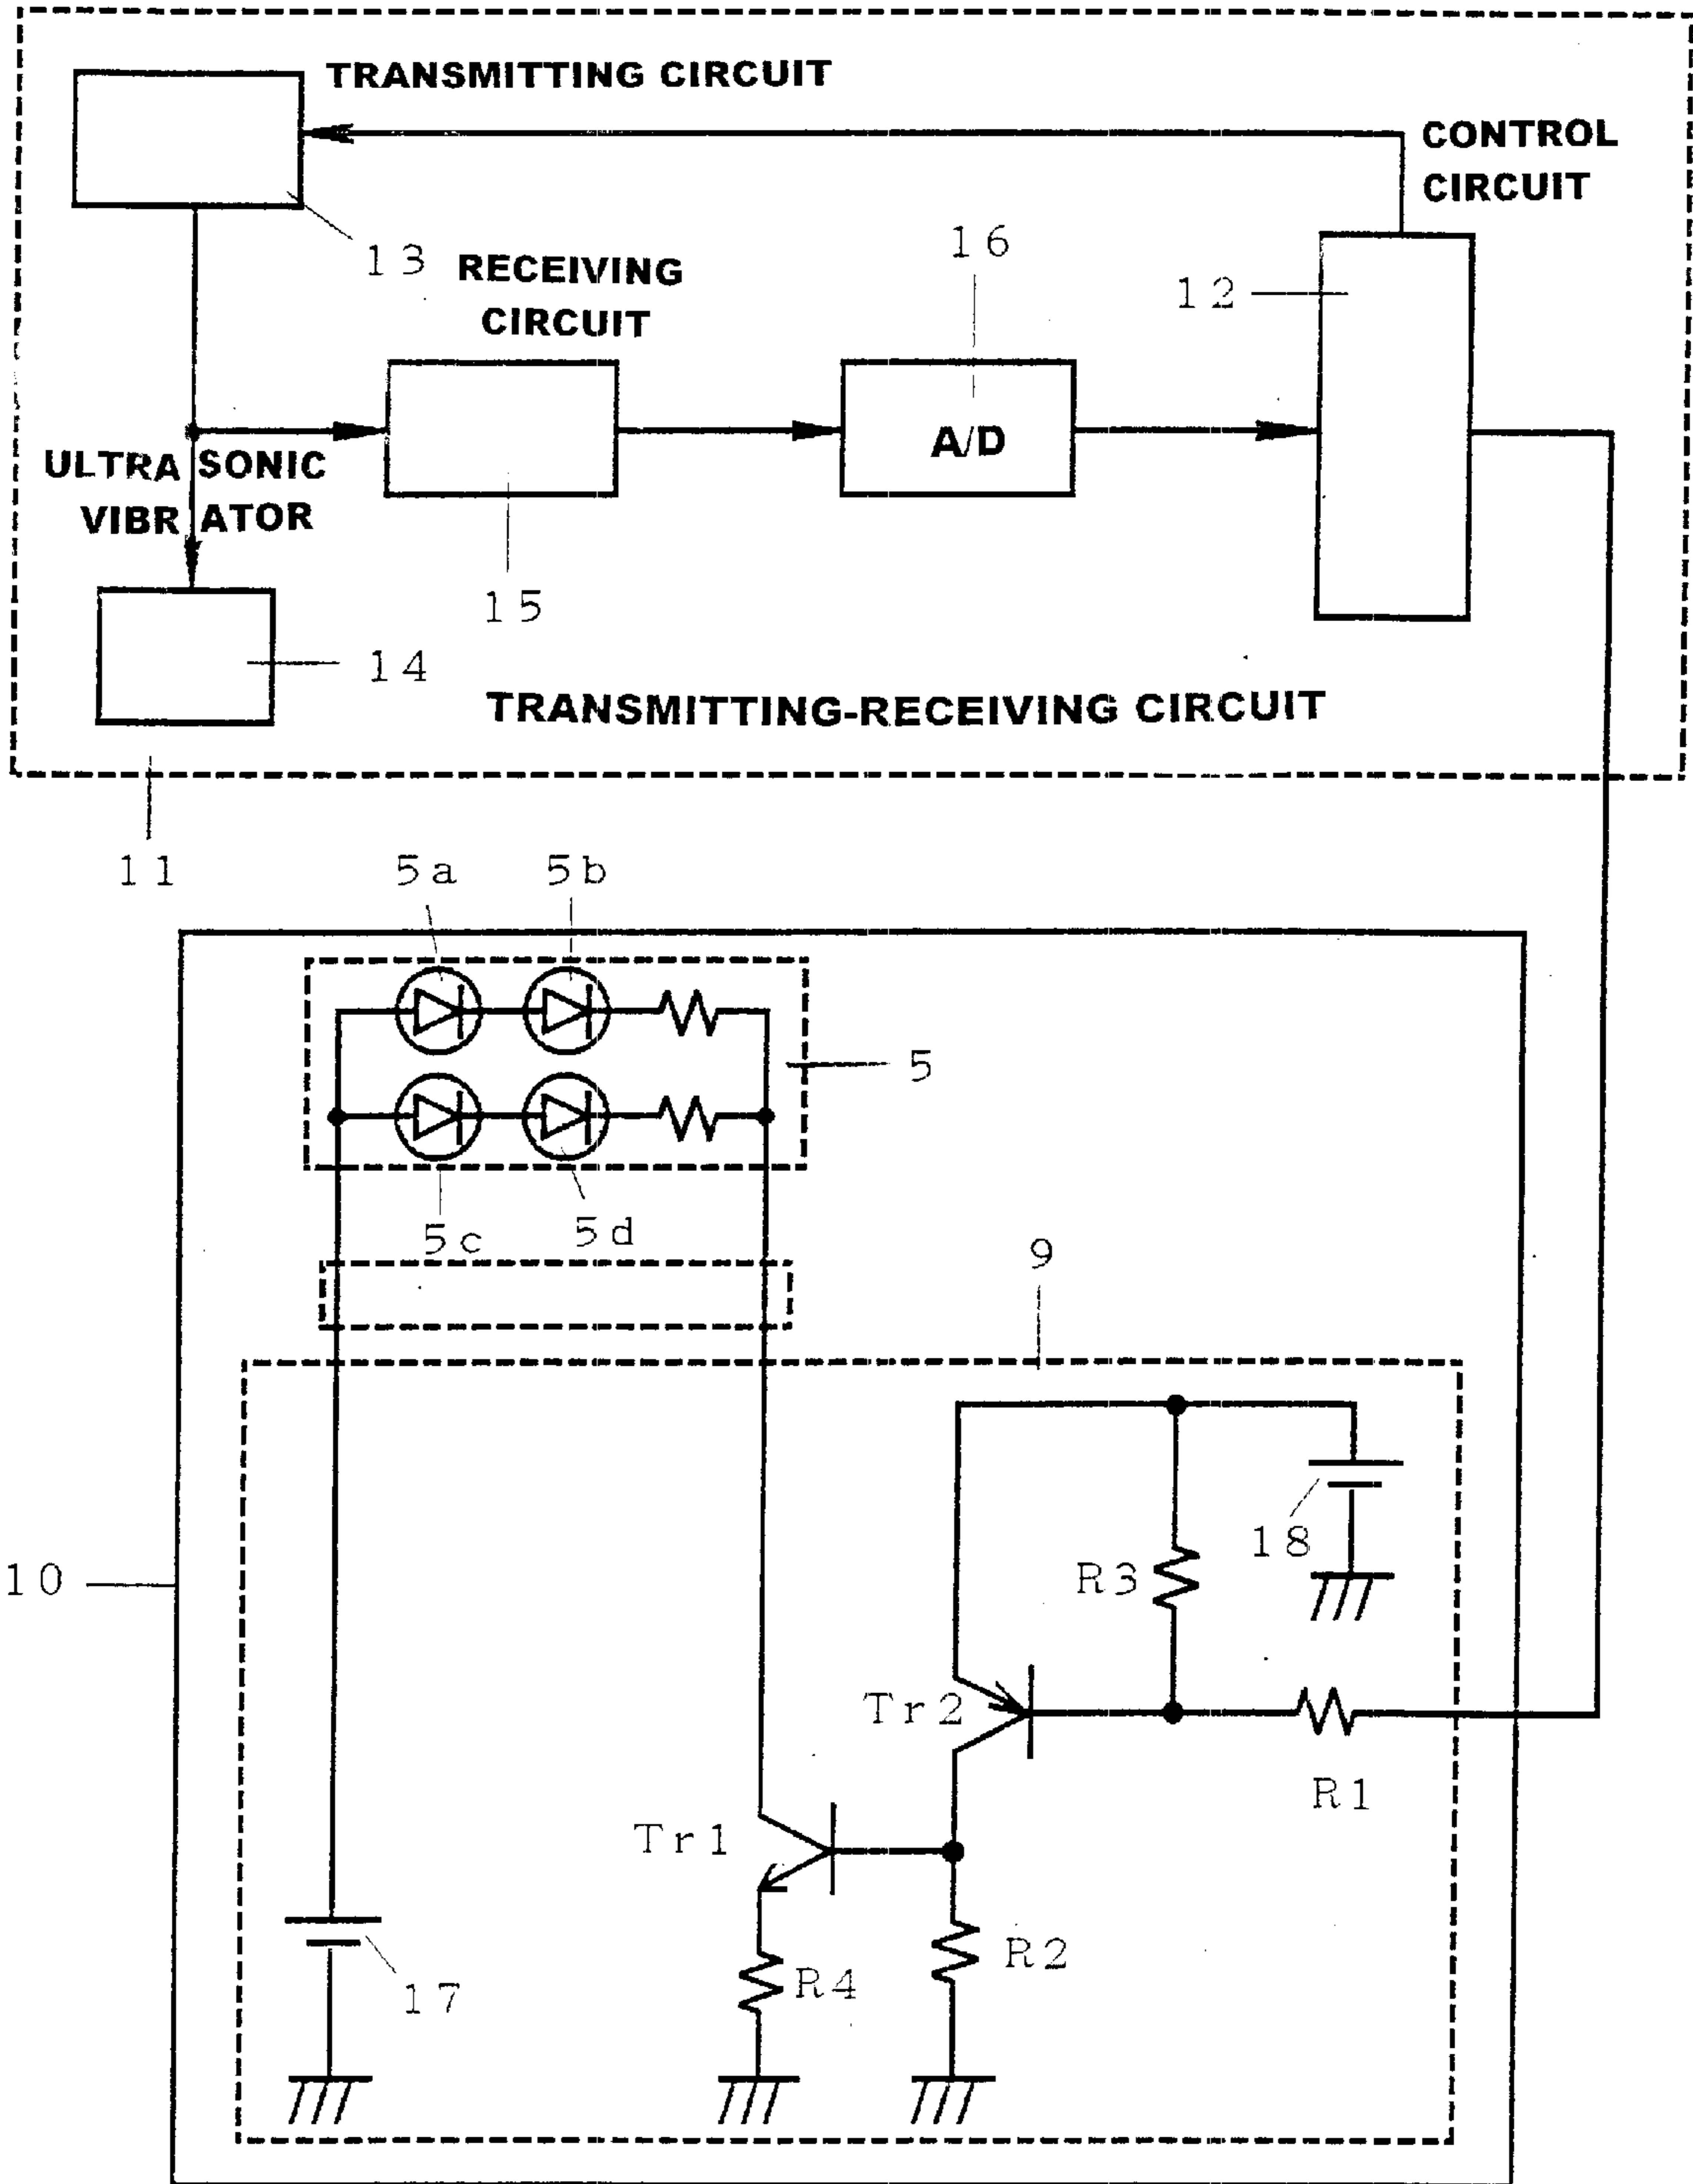 TRANSMITTING CIRCUIT
CONTROL
CIRCUIT
13
RECEIVING
CIRCUIT
16
12
A/D
ULTRA SONIC
VIBR ATOR
15
14
TRANSMITTING-RECEIVING CIRCUIT
11
5a
5b
5
5c
5d
9
18
R3
10
Tr2
R1
Tr1
R2
R4
17